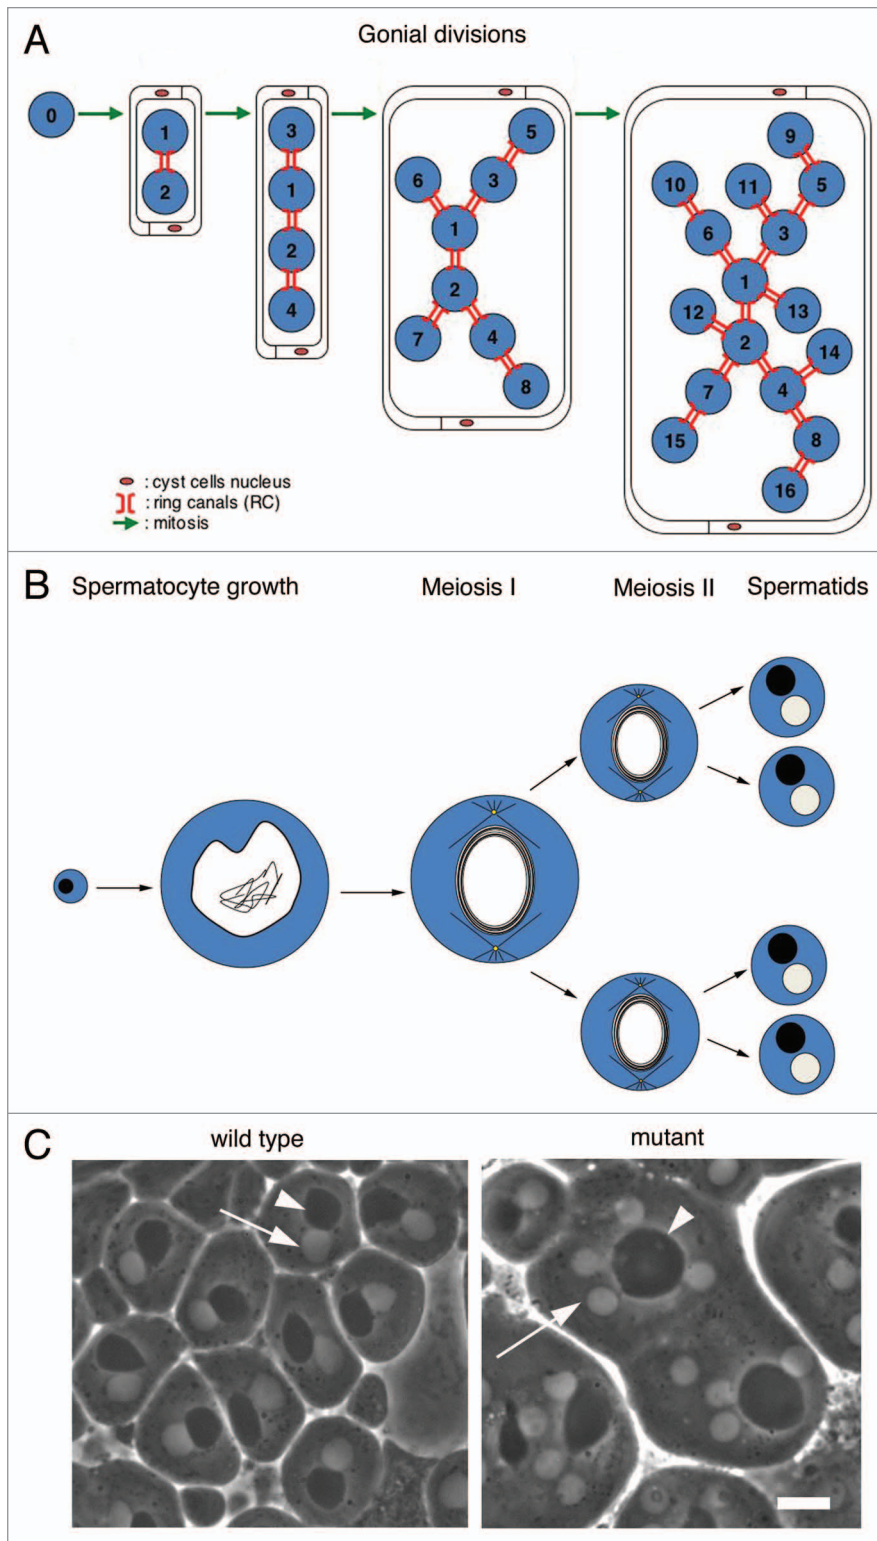 A
Gonial divisions
0
1
2
3
1
2
4
5
6
3
1
2
7
4
8
9
10
11
5
6
3
1
12
13
2
14
7
4
15
8
16
: cyst cells nucleus
: ring canals (RC)
: mitosis
B
Spermatocyte growth
Meiosis I
Meiosis II
Spermatids
C
wild type
mutant